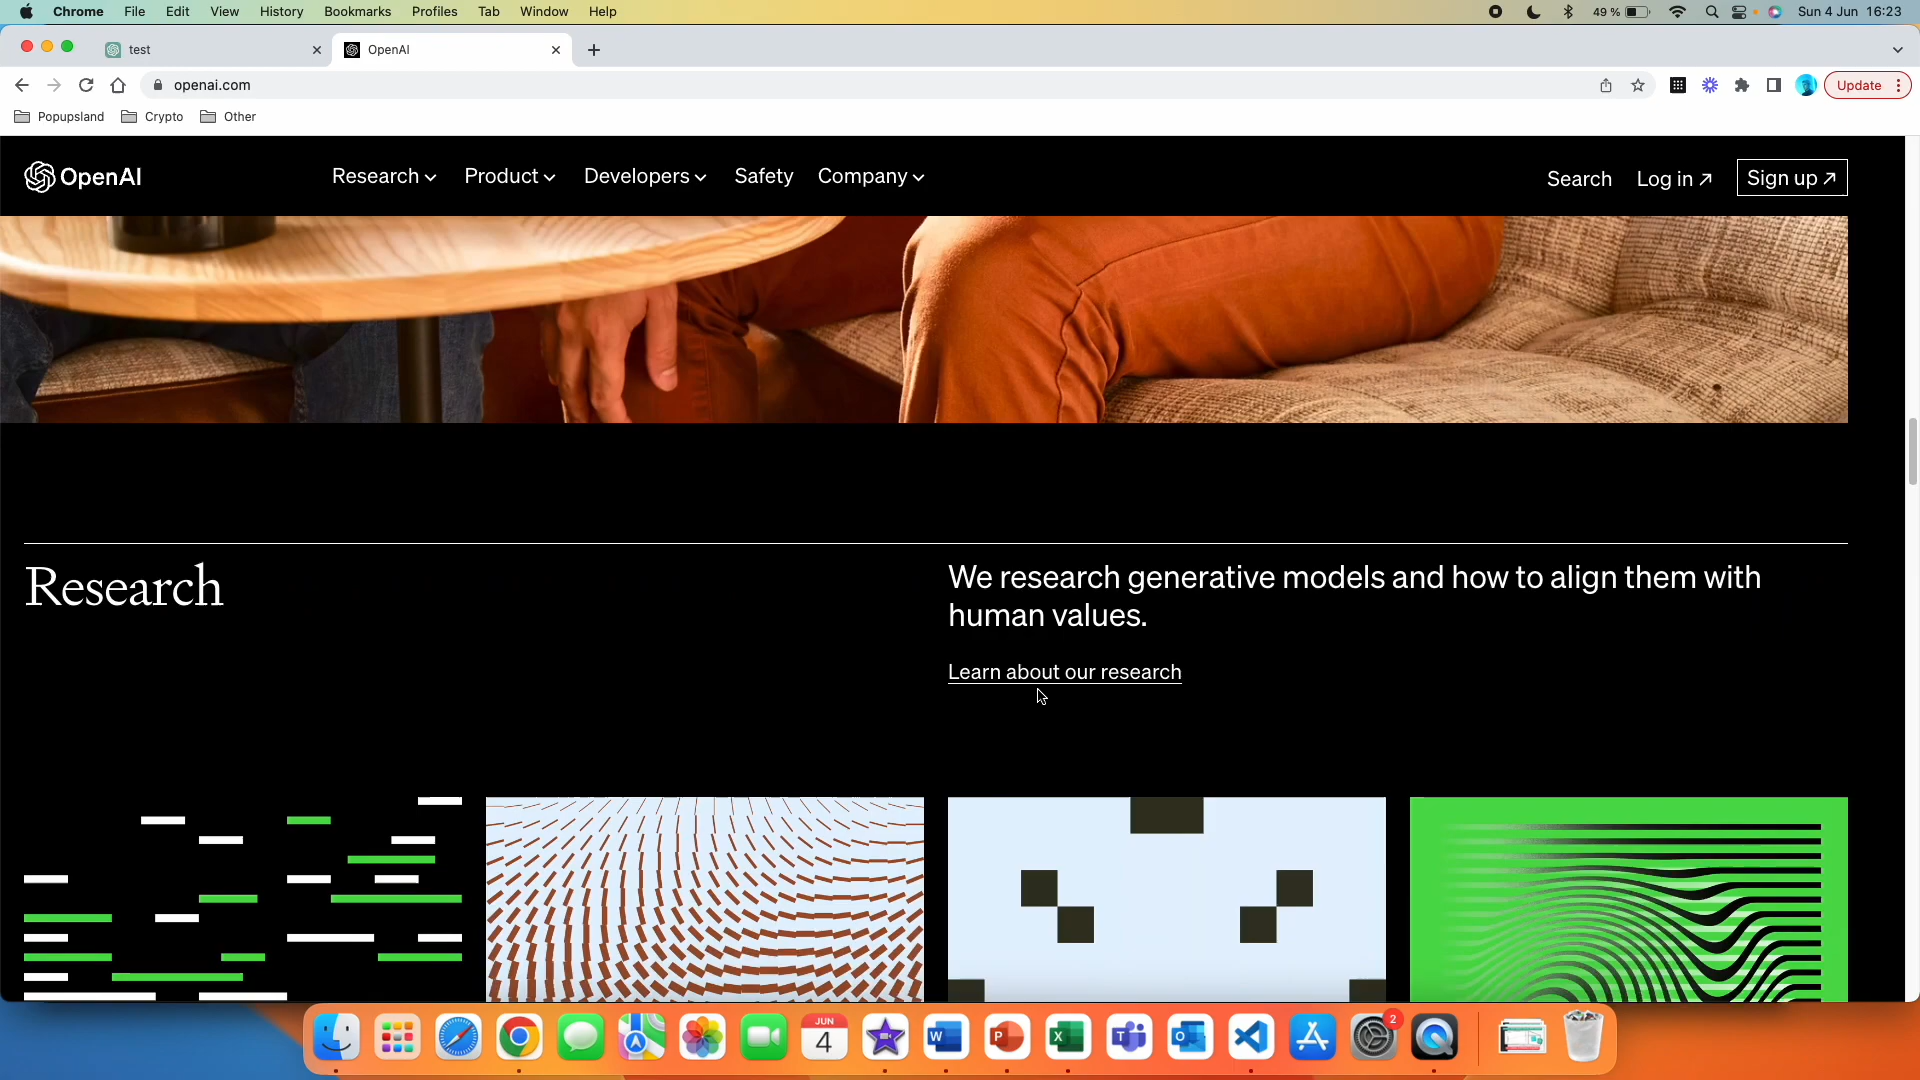 Chrome File Edit View History Bookmarks Profiles Tab Window Help 49 % Sun 4 Jun 16:23
test OpenAI
openai.com Update
Popupsland Crypto Other
OpenAI Research Product Developers Safety Company Search Log in ↗ Sign up ↗
Research
We research generative models and how to align them with
human values.
Learn about our research
JUN
4
W P X T O
2